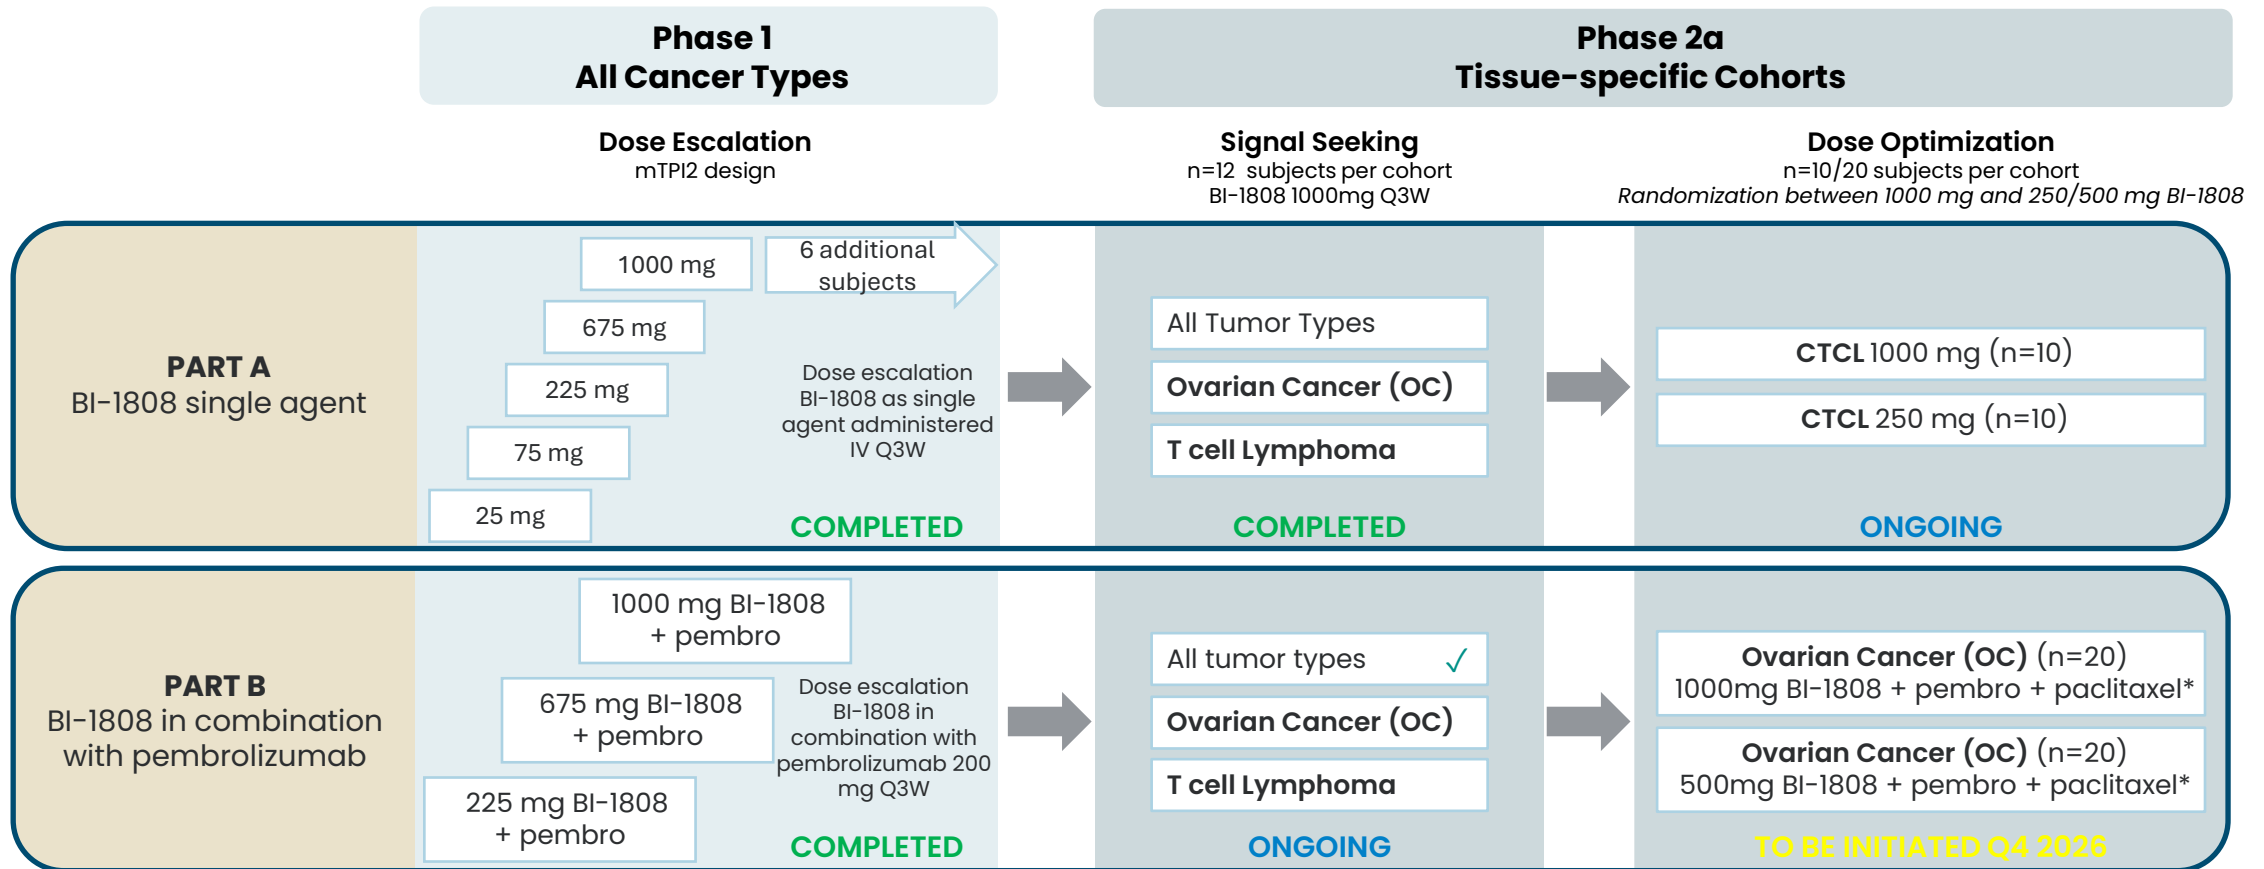 Phase 1
All Cancer Types
Phase 2a
Tissue-specific Cohorts
Dose Escalation
mTPI2 design
Signal Seeking
n=12 subjects per cohort
BI-1808 1000mg Q3W
Dose Optimization
n=10/20 subjects per cohort
Randomization between 1000 mg and 250/500 mg BI-1808
PART A
BI-1808 single agent
1000 mg
6 additional
subjects
675 mg
225 mg
75 mg
25 mg
Dose escalation
BI-1808 as single
agent administered
IV Q3W
COMPLETED
All Tumor Types
Ovarian Cancer (OC)
T cell Lymphoma
COMPLETED
CTCL 1000 mg (n=10)
CTCL 250 mg (n=10)
ONGOING
PART B
BI-1808 in combination
with pembrolizumab
1000 mg BI-1808
+ pembro
675 mg BI-1808
+ pembro
225 mg BI-1808
+ pembro
Dose escalation
BI-1808 in
combination with
pembrolizumab 200
mg Q3W
COMPLETED
All tumor types ✓
Ovarian Cancer (OC)
T cell Lymphoma
ONGOING
Ovarian Cancer (OC) (n=20)
1000mg BI-1808 + pembro + paclitaxel*
Ovarian Cancer (OC) (n=20)
500mg BI-1808 + pembro + paclitaxel*
TO BE INITIATED Q4 2026